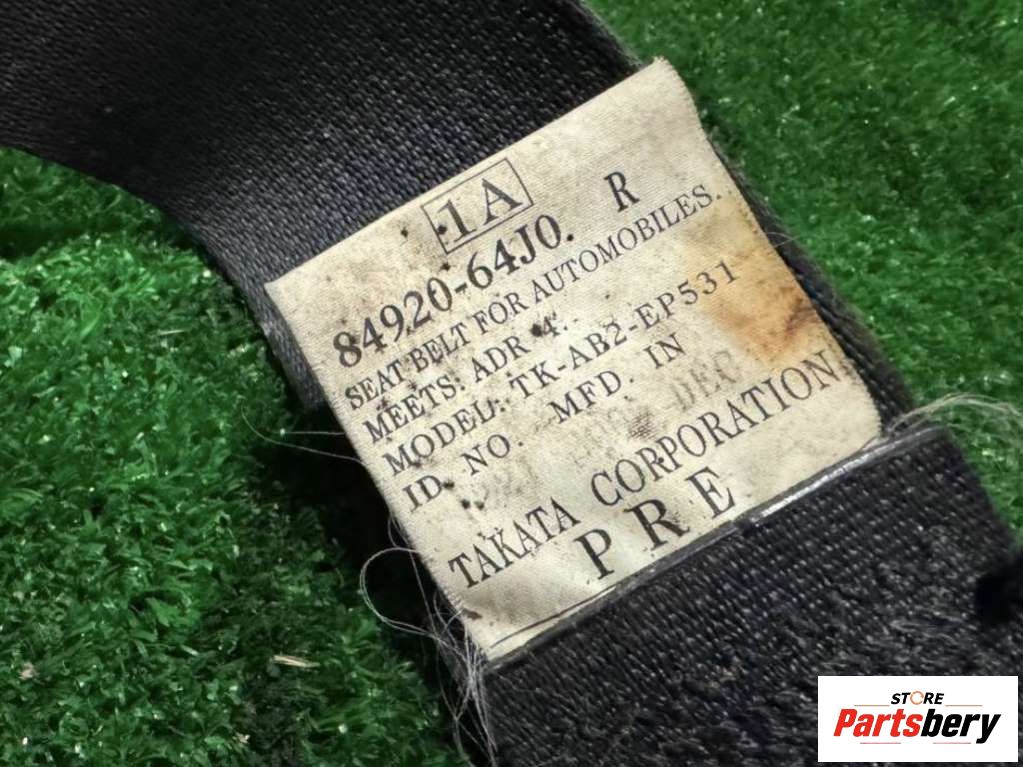 1A
84920-64J0. R
SEAT BELT FOR AUTOMOBILES.
MEETS: ADR 4.
MODEL: TK-AB2-EP531
ID NO. MFD. IN
DEC
TAKATA CORPORATION
PRE
STORE
Partsbery